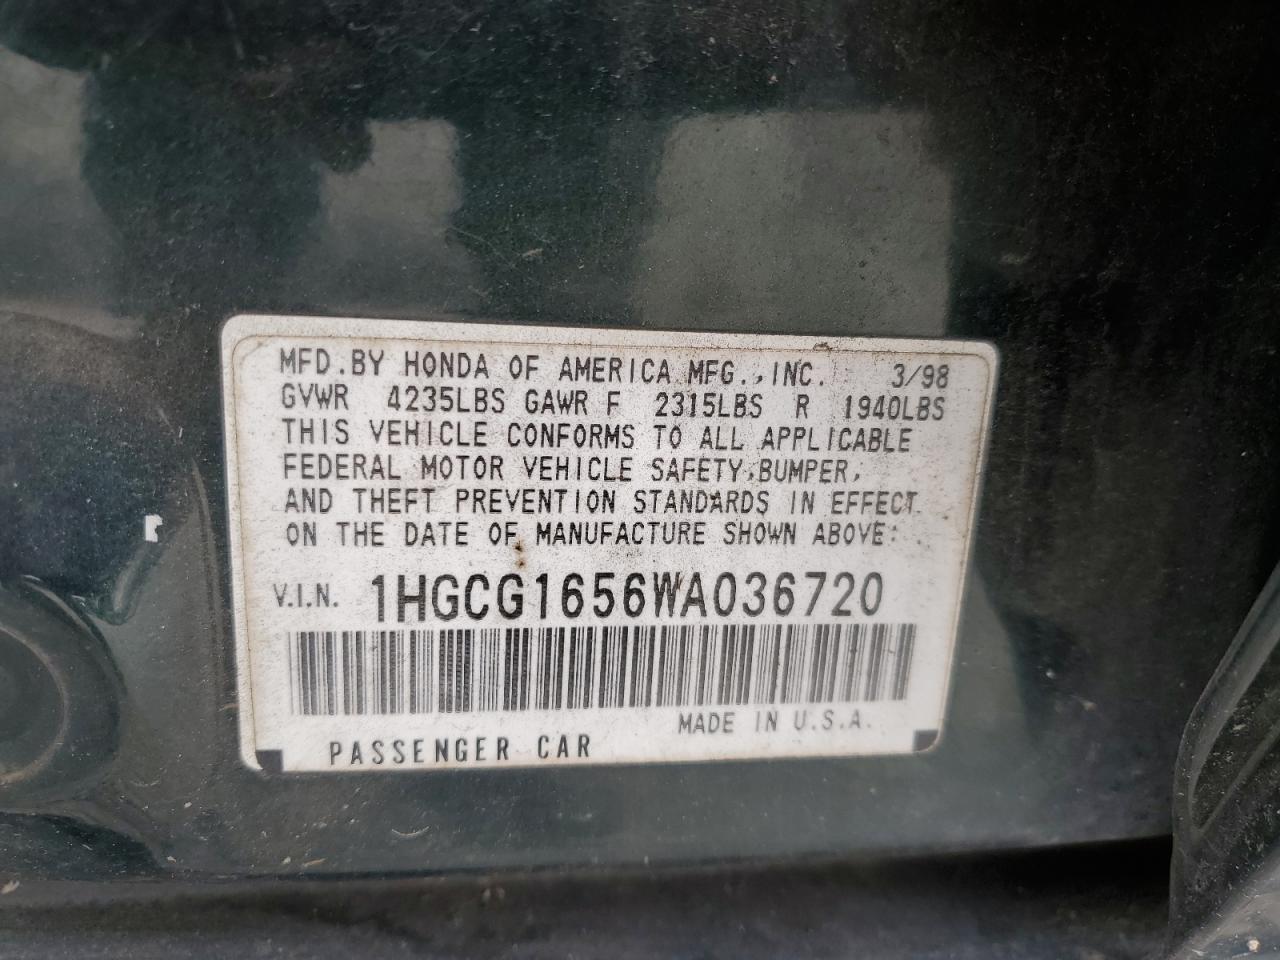 MFD.BY HONDA OF AMERICA MFG.,INC. 3/98
GVWR 4235LBS GAWR F 2315LBS R 1940LBS
THIS VEHICLE CONFORMS TO ALL APPLICABLE
FEDERAL MOTOR VEHICLE SAFETY,BUMPER,
AND THEFT PREVENTION STANDARDS IN EFFECT
ON THE DATE OF MANUFACTURE SHOWN ABOVE:
V.I.N. 1HGCG1656WA036720
MADE IN U.S.A.
PASSENGER CAR